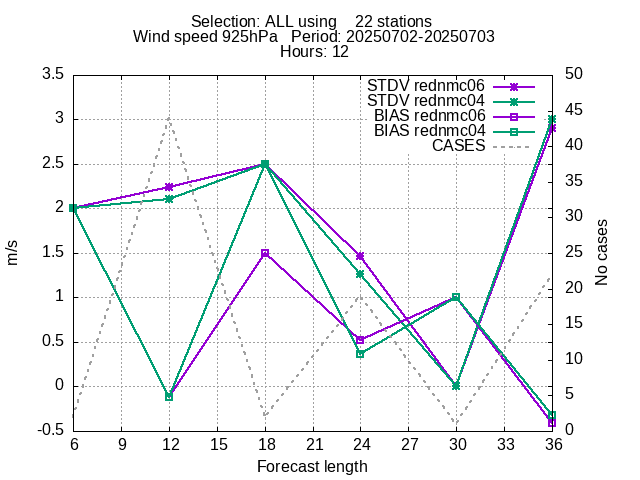 Selection: ALL using    22 stations
Wind speed 925hPa   Period: 20250702-20250703
Hours: 12
3.5
3
2.5
2
1.5
1
0.5
0
-0.5
m/s
50
45
40
35
30
25
20
15
10
5
0
No cases
STDV rednmc06
STDV rednmc04
BIAS rednmc06
BIAS rednmc04
CASES
6 9 12 15 18 21 24 27 30 33 36
Forecast length